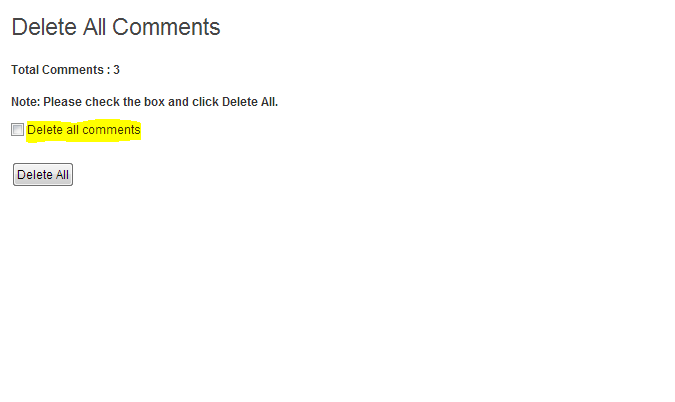 Delete All Comments
Total Comments : 3
Note: Please check the box and click Delete All.
Delete all comments
Delete All